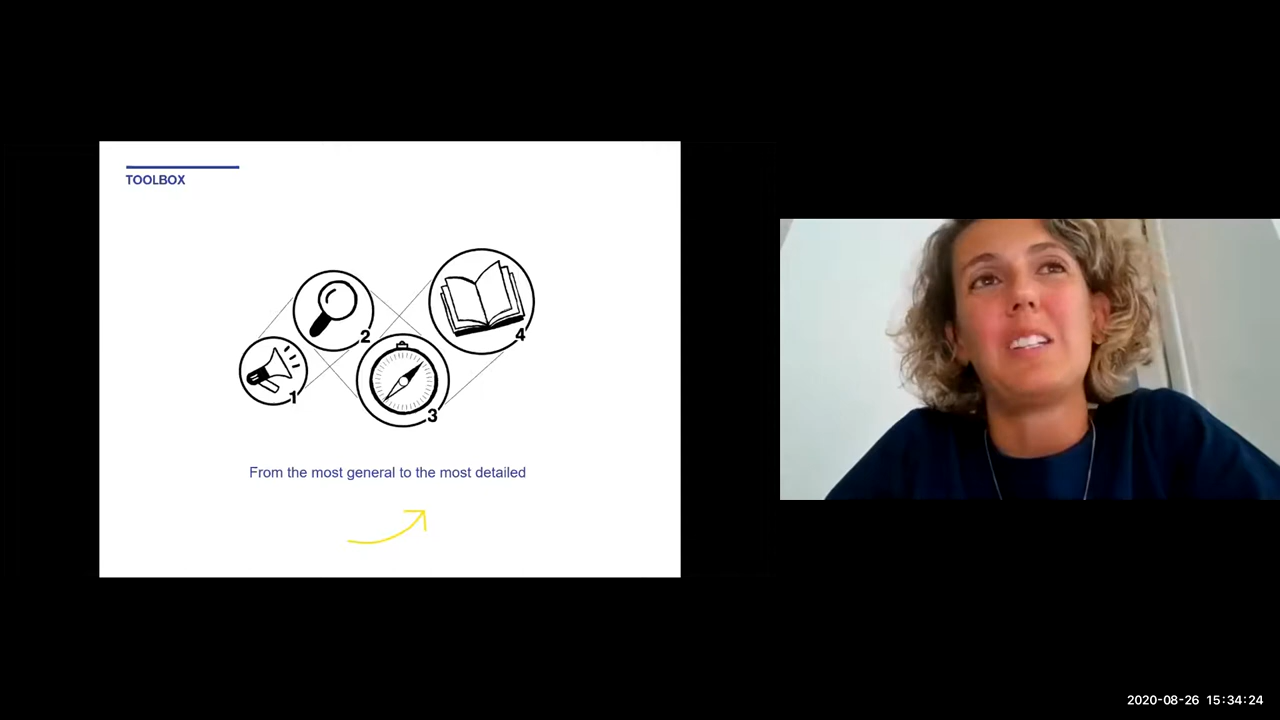 TOOLBOX
1
2
3
4
From the most general to the most detailed
2020-08-26 15:34:24